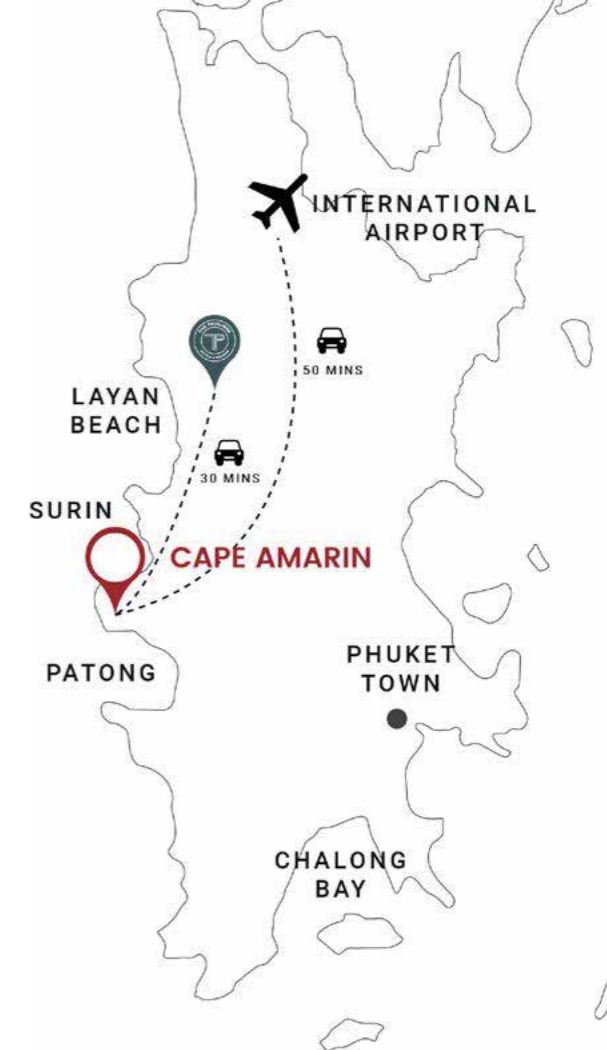 INTERNATIONAL
AIRPORT
50 MINS
LAYAN
BEACH
30 MINS
SURIN
CAPE AMARIN
PATONG
PHUKET
TOWN
CHALONG
BAY